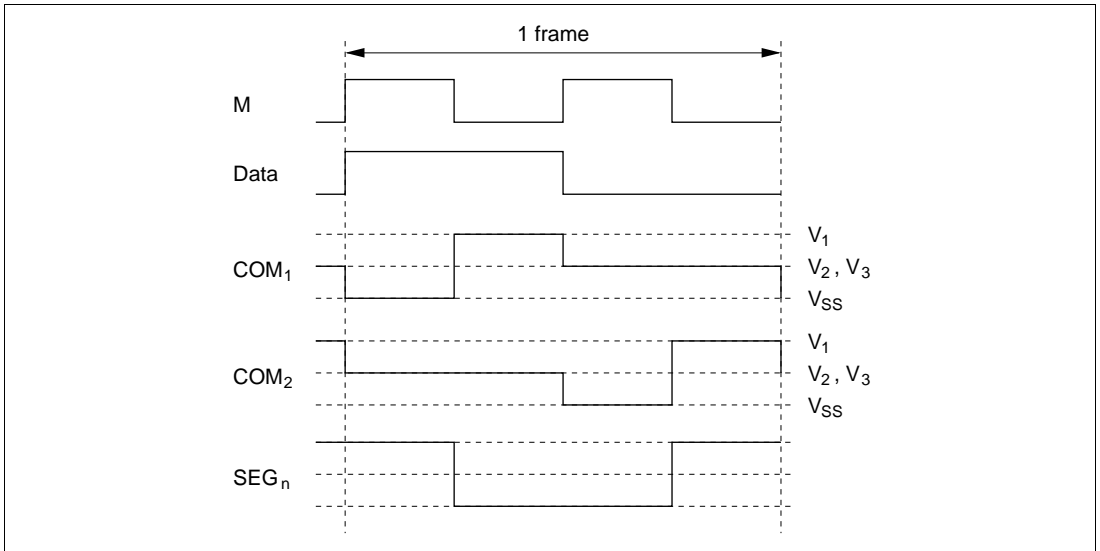 1 frame
M
Data
COM1
V1
V2 , V3
VSS
COM2
V1
V2 , V3
VSS
SEGn